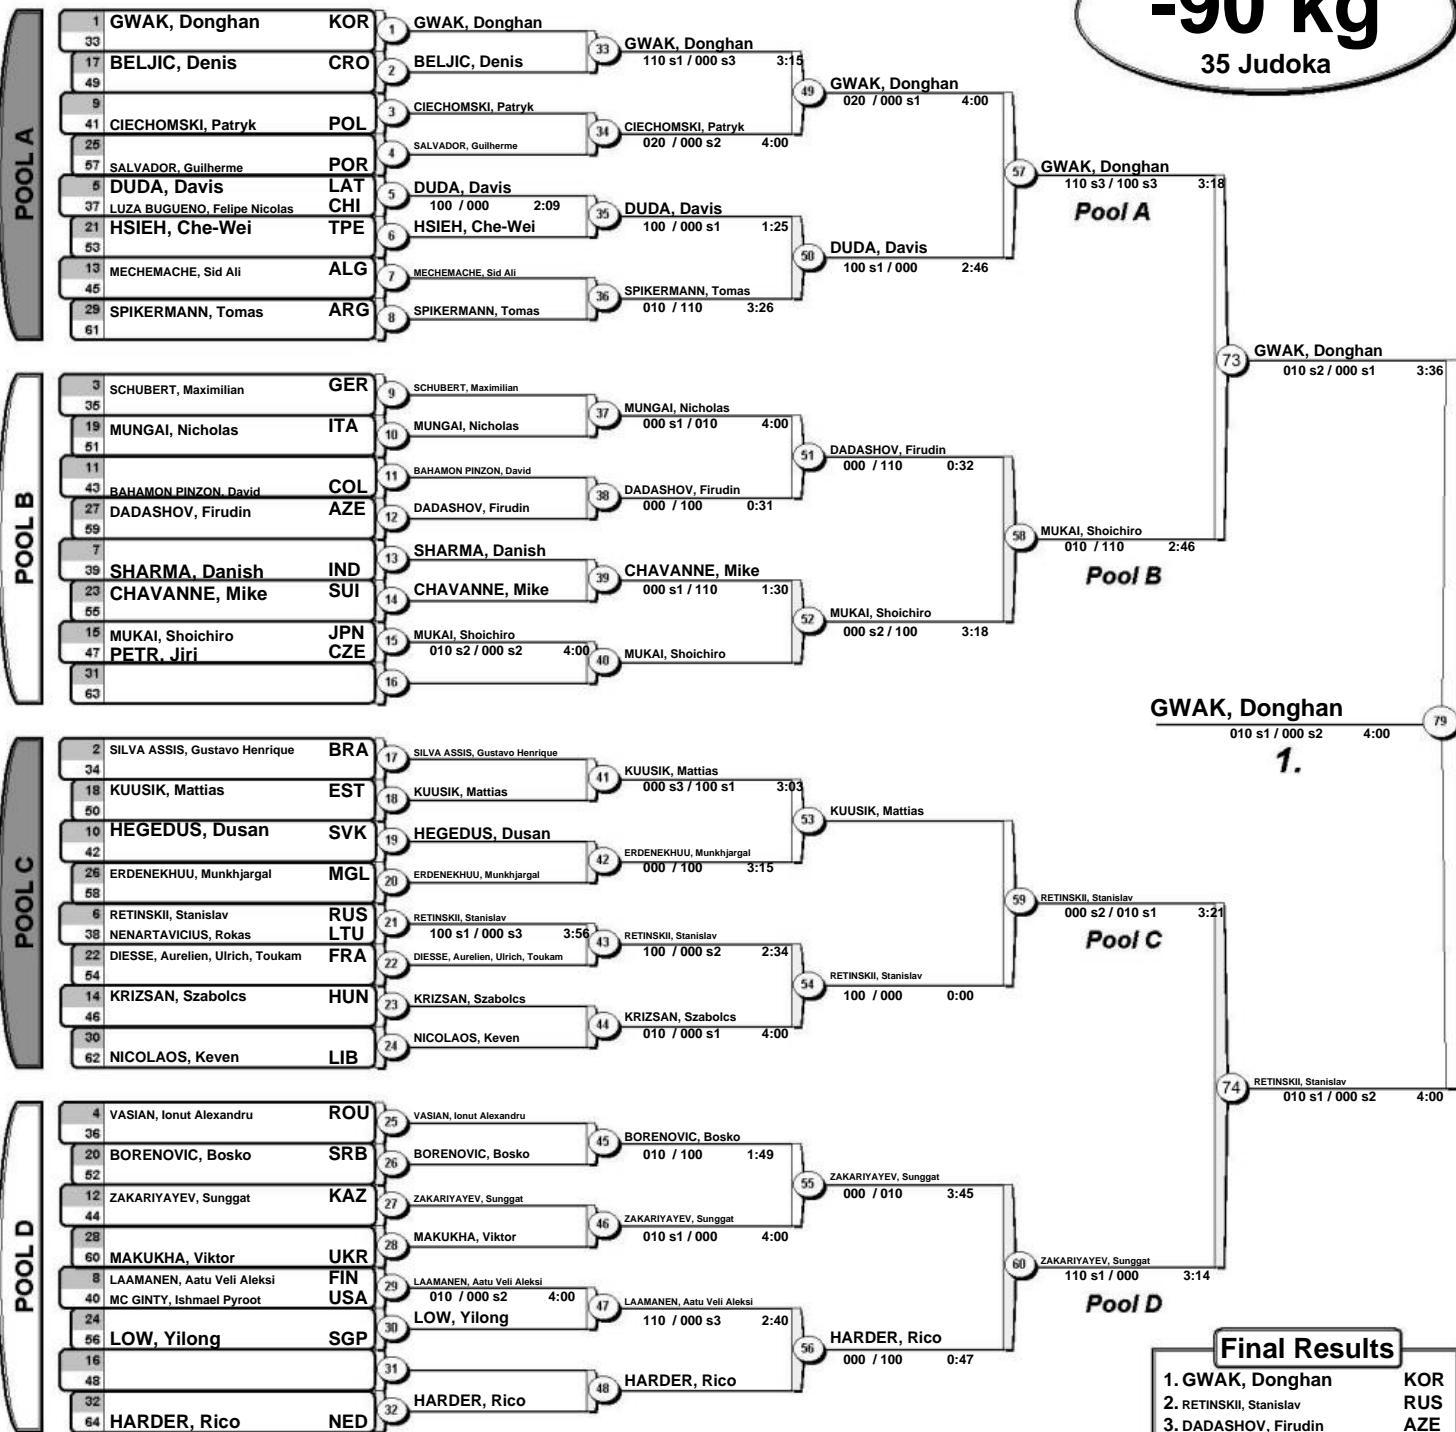 -90 kg
35 Judoka
POOL A
1 GWAK, Donghan KOR
33
17 BELJIC, Denis CRO
49
9
41 CIECHOMSKI, Patryk POL
25
57 SALVADOR, Guilherme POR
5 DUDA, Davis LAT
37 LUZA BUGUENO, Felipe Nicolas CHI
21 HSIEH, Che-Wei TPE
53
13 MECHEMACHE, Sid Ali ALG
45
29 SPIKERMANN, Tomas ARG
61
1 GWAK, Donghan
2 BELJIC, Denis
3 CIECHOMSKI, Patryk
4 SALVADOR, Guilherme
5 DUDA, Davis
100 / 000 2:09
6 HSIEH, Che-Wei
7 MECHEMACHE, Sid Ali
8 SPIKERMANN, Tomas
33 GWAK, Donghan
110 s1 / 000 s3 3:15
34 CIECHOMSKI, Patryk
020 / 000 s2 4:00
35 DUDA, Davis
100 / 000 s1 1:25
36 SPIKERMANN, Tomas
010 / 110 3:26
49 GWAK, Donghan
020 / 000 s1 4:00
50 DUDA, Davis
100 s1 / 000 2:46
57 GWAK, Donghan
110 s3 / 100 s3 3:18
Pool A
POOL B
3 SCHUBERT, Maximilian GER
35
19 MUNGAI, Nicholas ITA
51
11
43 BAHAMON PINZON, David COL
27 DADASHOV, Firudin AZE
59
7
39 SHARMA, Danish IND
23 CHAVANNE, Mike SUI
55
15 MUKAI, Shoichiro JPN
47 PETR, Jiri CZE
31
63
9 SCHUBERT, Maximilian
10 MUNGAI, Nicholas
11 BAHAMON PINZON, David
12 DADASHOV, Firudin
13 SHARMA, Danish
14 CHAVANNE, Mike
15 MUKAI, Shoichiro
010 s2 / 000 s2 4:00
16
37 MUNGAI, Nicholas
000 s1 / 010 4:00
38 DADASHOV, Firudin
000 / 100 0:31
39 CHAVANNE, Mike
000 s1 / 110 1:30
40 MUKAI, Shoichiro
51 DADASHOV, Firudin
000 / 110 0:32
52 MUKAI, Shoichiro
000 s2 / 100 3:18
58 MUKAI, Shoichiro
010 / 110 2:46
Pool B
73 GWAK, Donghan
010 s2 / 000 s1 3:36
GWAK, Donghan 79
010 s1 / 000 s2 4:00
1.
POOL C
2 SILVA ASSIS, Gustavo Henrique BRA
34
18 KUUSIK, Mattias EST
50
10 HEGEDUS, Dusan SVK
42
26 ERDENEKHUU, Munkhjargal MGL
58
6 RETINSKII, Stanislav RUS
38 NENARTAVICIUS, Rokas LTU
22 DIESSE, Aurelien, Ulrich, Toukam FRA
54
14 KRIZSAN, Szabolcs HUN
46
30
62 NICOLAOS, Keven LIB
17 SILVA ASSIS, Gustavo Henrique
18 KUUSIK, Mattias
19 HEGEDUS, Dusan
20 ERDENEKHUU, Munkhjargal
21 RETINSKII, Stanislav
100 s1 / 000 s3 3:56
22 DIESSE, Aurelien, Ulrich, Toukam
23 KRIZSAN, Szabolcs
24 NICOLAOS, Keven
41 KUUSIK, Mattias
000 s3 / 100 s1 3:03
42 ERDENEKHUU, Munkhjargal
000 / 100 3:15
43 RETINSKII, Stanislav
100 / 000 s2 2:34
44 KRIZSAN, Szabolcs
010 / 000 s1 4:00
53 KUUSIK, Mattias
54 RETINSKII, Stanislav
100 / 000 0:00
59 RETINSKII, Stanislav
000 s2 / 010 s1 3:21
Pool C
POOL D
4 VASIAN, Ionut Alexandru ROU
36
20 BORENOVIC, Bosko SRB
52
12 ZAKARIYAYEV, Sunggat KAZ
44
28
60 MAKUKHA, Viktor UKR
8 LAAMANEN, Aatu Veli Aleksi FIN
40 MC GINTY, Ishmael Pyroot USA
24
56 LOW, Yilong SGP
16
48
32
64 HARDER, Rico NED
25 VASIAN, Ionut Alexandru
26 BORENOVIC, Bosko
27 ZAKARIYAYEV, Sunggat
28 MAKUKHA, Viktor
29 LAAMANEN, Aatu Veli Aleksi
010 / 000 s2 4:00
30 LOW, Yilong
31
32 HARDER, Rico
45 BORENOVIC, Bosko
010 / 100 1:49
46 ZAKARIYAYEV, Sunggat
010 s1 / 000 4:00
47 LAAMANEN, Aatu Veli Aleksi
110 / 000 s3 2:40
48 HARDER, Rico
55 ZAKARIYAYEV, Sunggat
000 / 010 3:45
56 HARDER, Rico
000 / 100 0:47
60 ZAKARIYAYEV, Sunggat
110 s1 / 000 3:14
Pool D
74 RETINSKII, Stanislav
010 s1 / 000 s2 4:00
Final Results
1. GWAK, Donghan KOR
2. RETINSKII, Stanislav RUS
3. DADASHOV, Firudin AZE